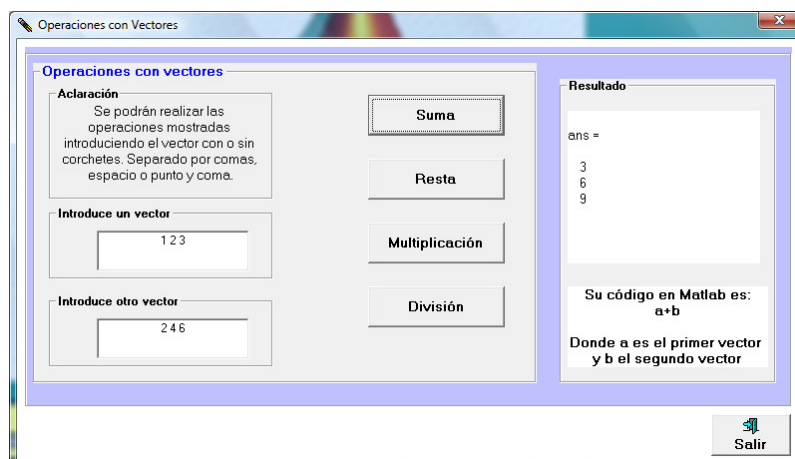 Operaciones con Vectores
Operaciones con vectores
Aclaración
Se podrán realizar las
operaciones mostradas
introduciendo el vector con o sin
corchetes. Separado por comas,
espacio o punto y coma.
Introduce un vector
1 2 3
Introduce otro vector
2 4 6
Suma
Resta
Multiplicación
División
Resultado
ans =
3
6
9
Su código en Matlab es:
a+b
Donde a es el primer vector
y b el segundo vector
Salir